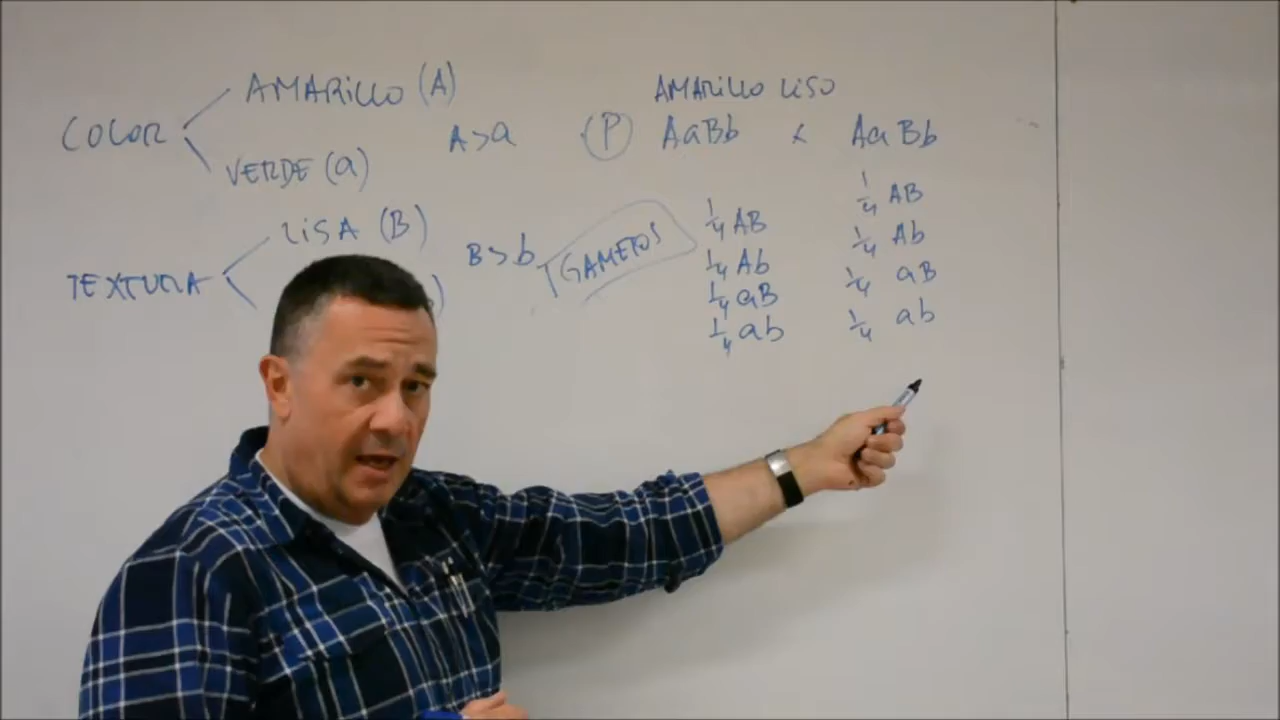 AMARILLO (A)
COLOR
VERDE (a)
A>a
LISA (B)
TEXTURA
B>b
AMARILLO LISO
(P) AaBb × AaBb
GAMETOS
1/4 AB
1/4 Ab
1/4 aB
1/4 ab
1/4 AB
1/4 Ab
1/4 aB
1/4 ab